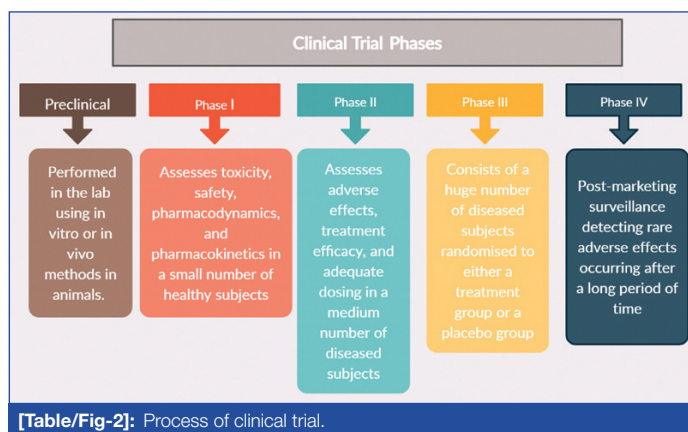 Clinical Trial Phases
Preclinical
Performed
in the lab
using in
vitro or in
vivo
methods in
animals.
Phase I
Assesses toxicity,
safety,
pharmacodynamics,
and
pharmacokinetics in
a small number of
healthy subjects
Phase II
Assesses
adverse
effects,
treatment
efficacy, and
adequate
dosing in a
medium
number of
diseased
subjects
Phase III
Consists of a
huge number
of diseased
subjects
randomised to
either a
treatment
group or a
placebo group
Phase IV
Post-marketing
surveillance
detecting rare
adverse effects
occurring after
a long period of
time
[Table/Fig-2]: Process of clinical trial.